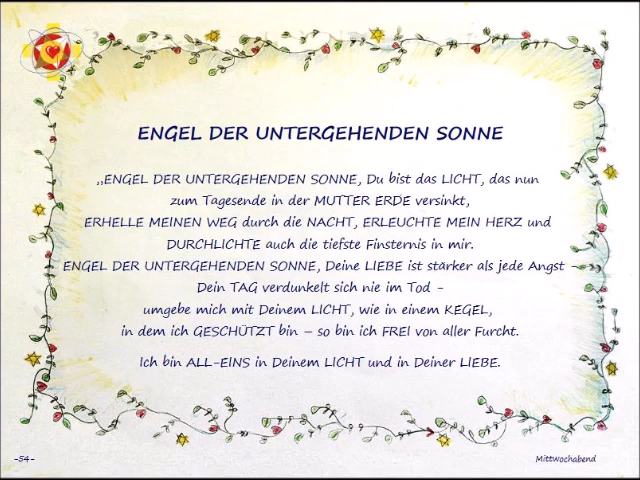 ENGEL DER UNTERGEHENDEN SONNE
„ENGEL DER UNTERGEHENDEN SONNE, Du bist das LICHT, das nun
zum Tagesende in der MUTTER ERDE versinkt,
ERHELLE MEINEN WEG durch die NACHT, ERLEUCHTE MEIN HERZ und
DURCHLICHTE auch die tiefste Finsternis in mir.
ENGEL DER UNTERGEHENDEN SONNE, Deine LIEBE ist stärker als jede Angst –
Dein TAG verdunkelt sich nie im Tod -
umgebe mich mit Deinem LICHT, wie in einem KEGEL,
in dem ich GESCHÜTZT bin – so bin ich FREI von aller Furcht.
Ich bin ALL-EINS in Deinem LICHT und in Deiner LIEBE.
-54-
Mittwochabend